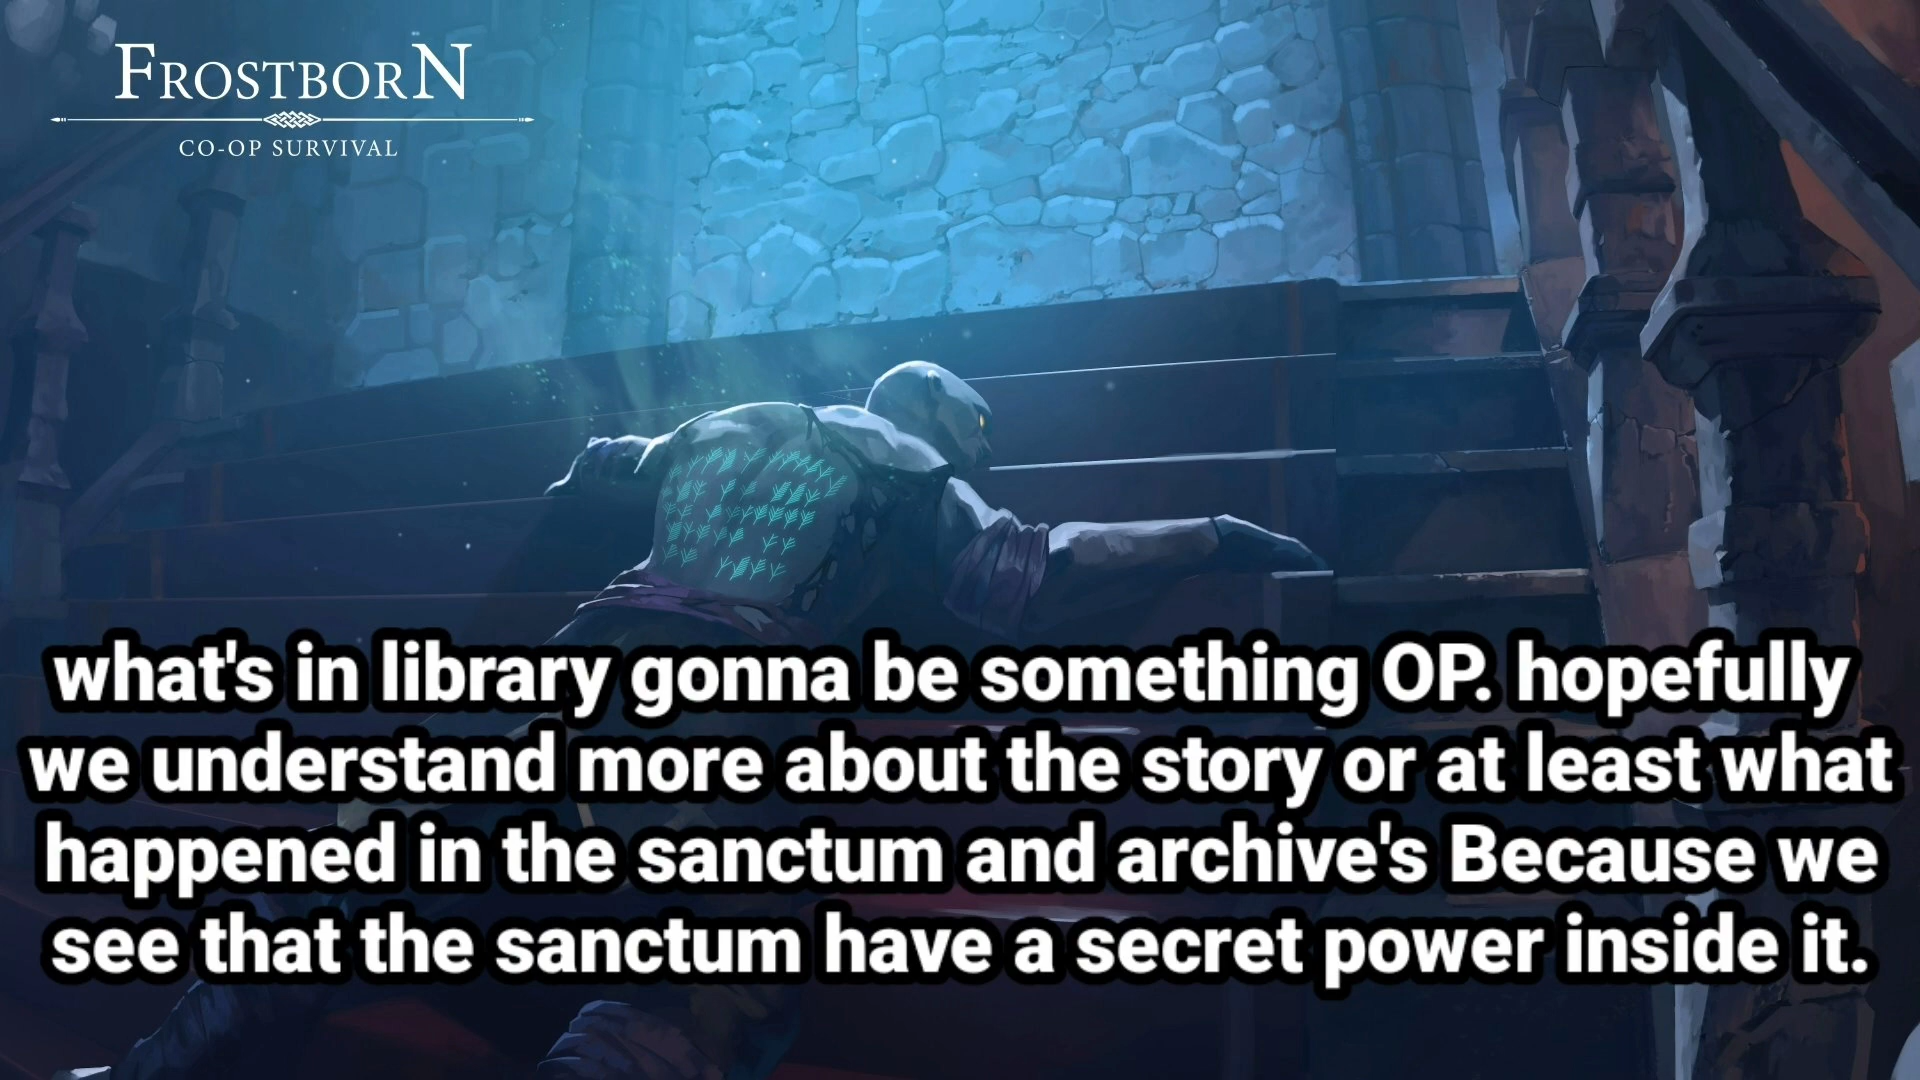 FROSTBORN
CO-OP SURVIVAL
what's in library gonna be something OP. hopefully
we understand more about the story or at least what
happened in the sanctum and archive's Because we
see that the sanctum have a secret power inside it.